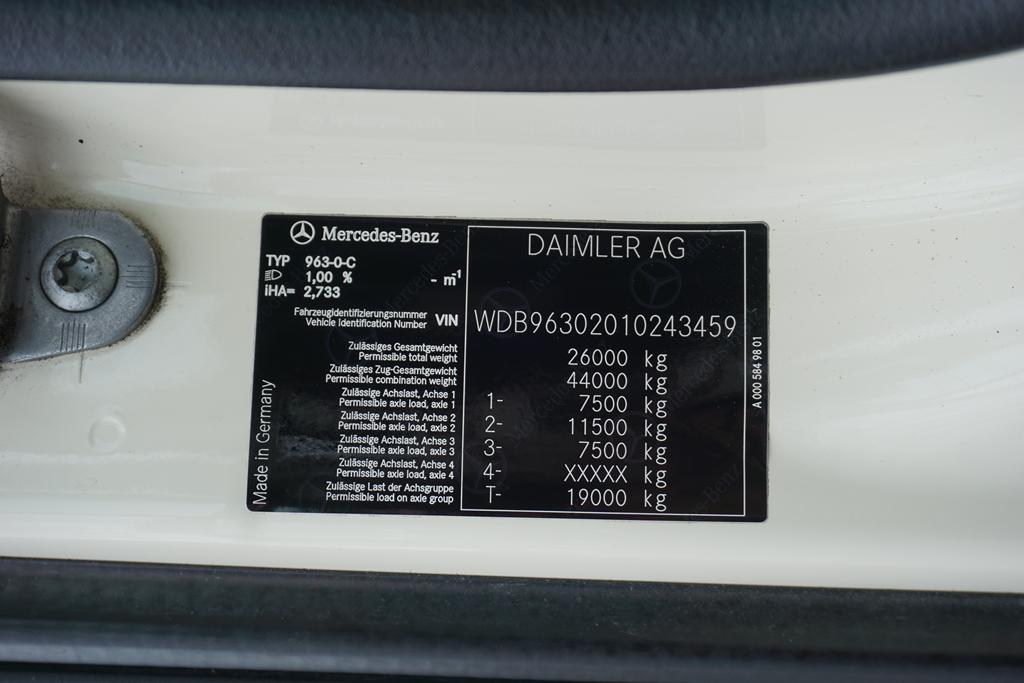 Mercedes-Benz
DAIMLER AG
TYP 963-0-C
1,00 % - m⁻¹
iHA= 2,733
Fahrzeugidentifizierungsnummer
Vehicle Identification Number VIN WDB96302010243459
Zulässiges Gesamtgewicht
Permissible total weight 26000 kg
Zulässiges Zug-Gesamtgewicht
Permissible combination weight 44000 kg
Zulässige Achslast, Achse 1
Permissible axle load, axle 1 1- 7500 kg
Zulässige Achslast, Achse 2
Permissible axle load, axle 2 2- 11500 kg
Zulässige Achslast, Achse 3
Permissible axle load, axle 3 3- 7500 kg
Zulässige Achslast, Achse 4
Permissible axle load, axle 4 4- XXXXX kg
Zulässige Last der Achsgruppe
Permissible load on axle group T- 19000 kg
Made in Germany
A 000 584 98 01